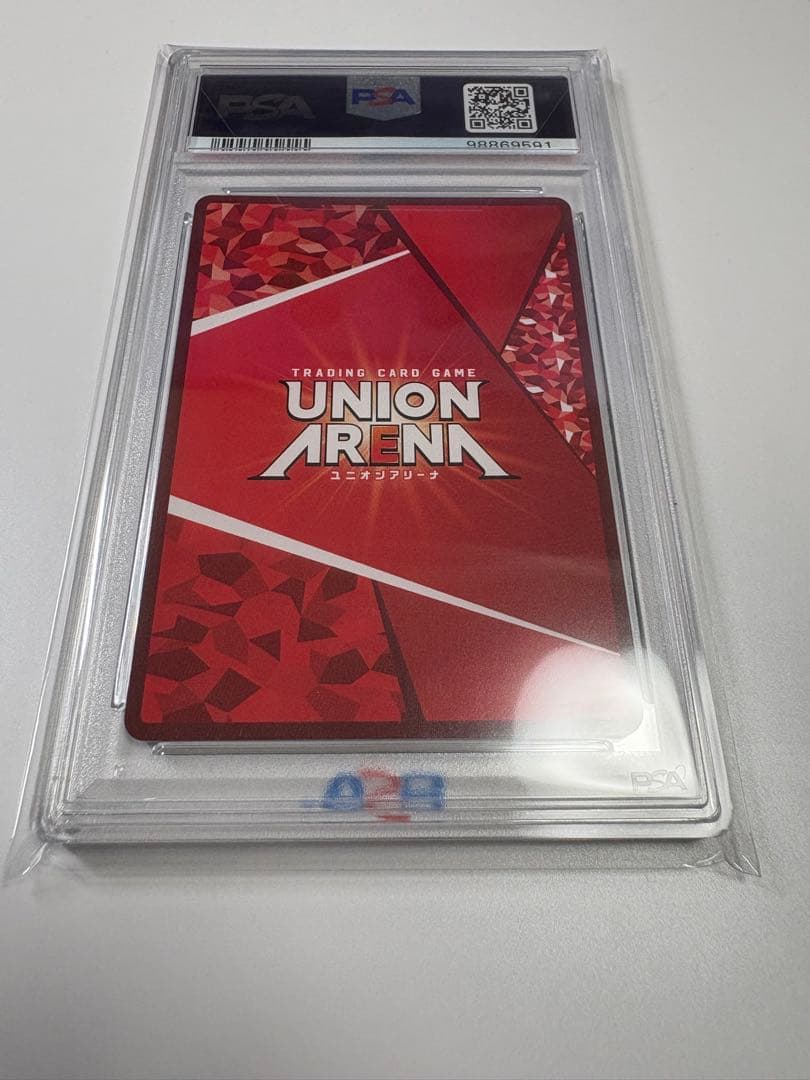 PSA
PSA
98869591
TRADING CARD GAME
UNION
ARENA
ユニオンアリーナ
PSA